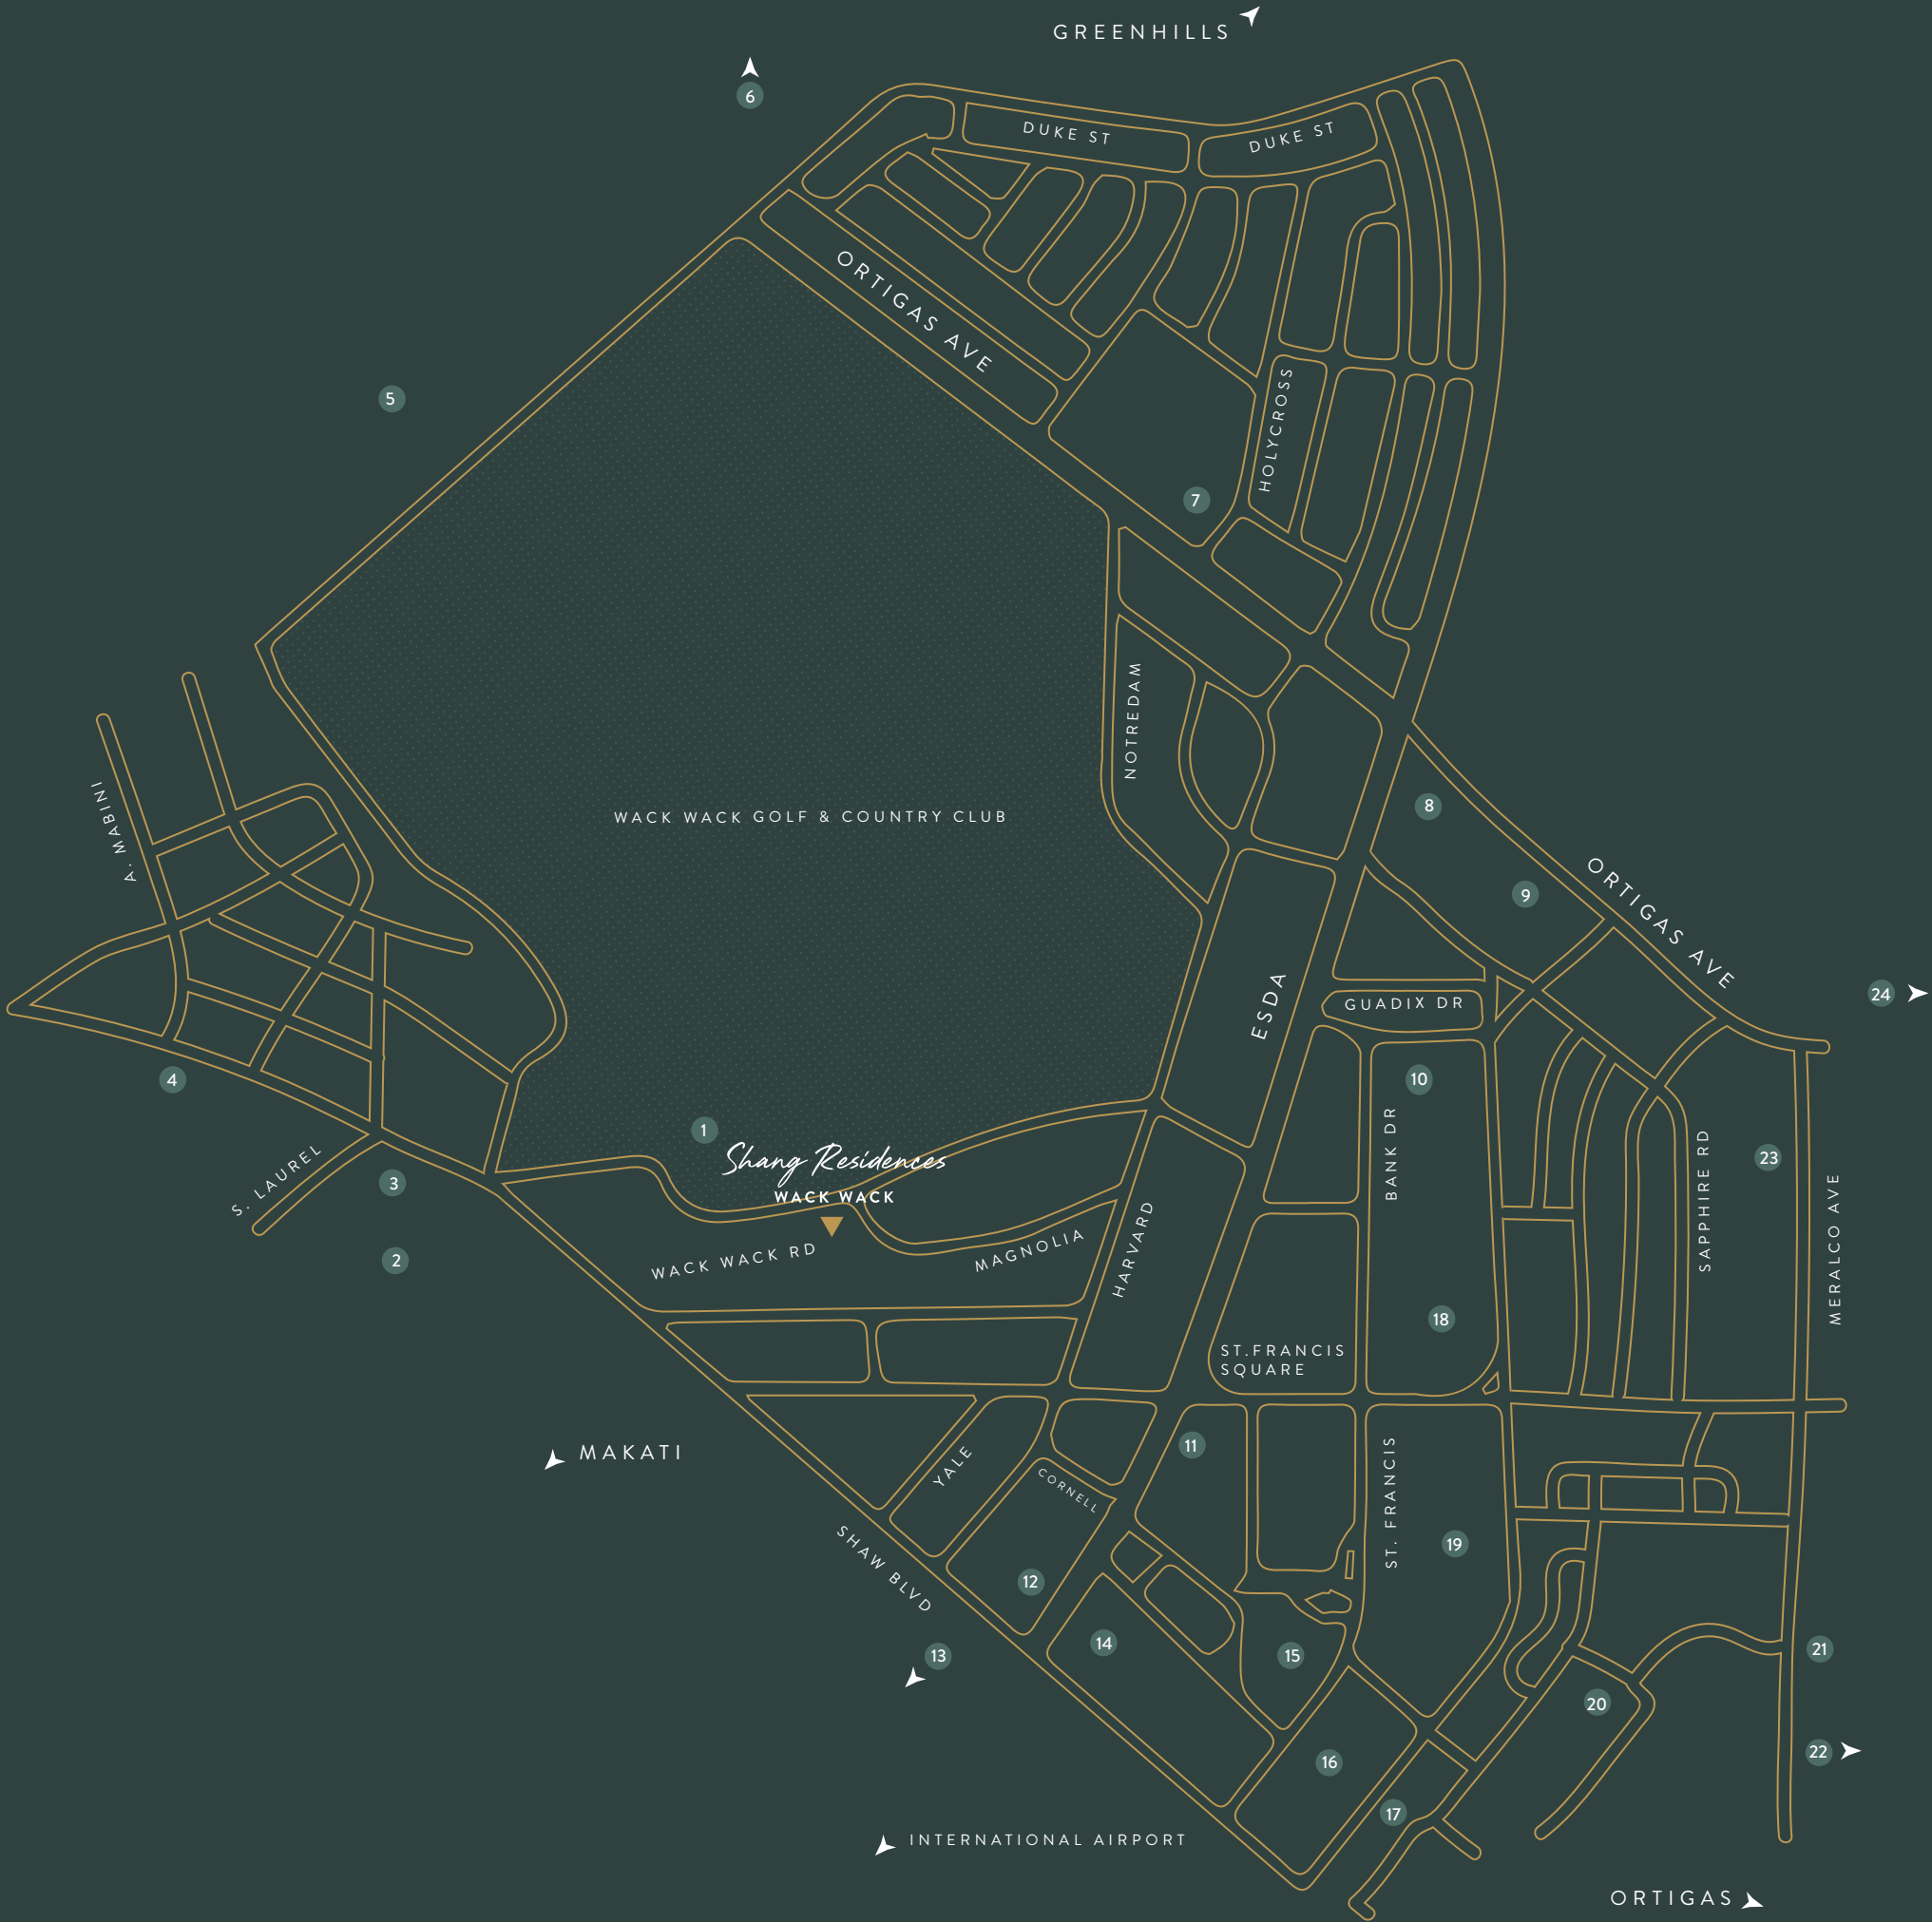 GREENHILLS
6
DUKE ST
DUKE ST
ORTIGAS AVE
5
HOLYCROSS
7
NOTREDAM
A. MABINI
WACK WACK GOLF & COUNTRY CLUB
8
ORTIGAS AVE
9
ESDA
GUADIX DR
24
4
10
1
Shang Residences
WACK WACK
BANK DR
SAPPHIRE RD
23
S. LAUREL
3
MERALCO AVE
2
WACK WACK RD
MAGNOLIA
HARVARD
18
ST.FRANCIS
SQUARE
MAKATI
YALE
CORNELL
11
ST. FRANCIS
SHAW BLVD
12
19
13
14
15
21
20
16
22
17
INTERNATIONAL AIRPORT
ORTIGAS